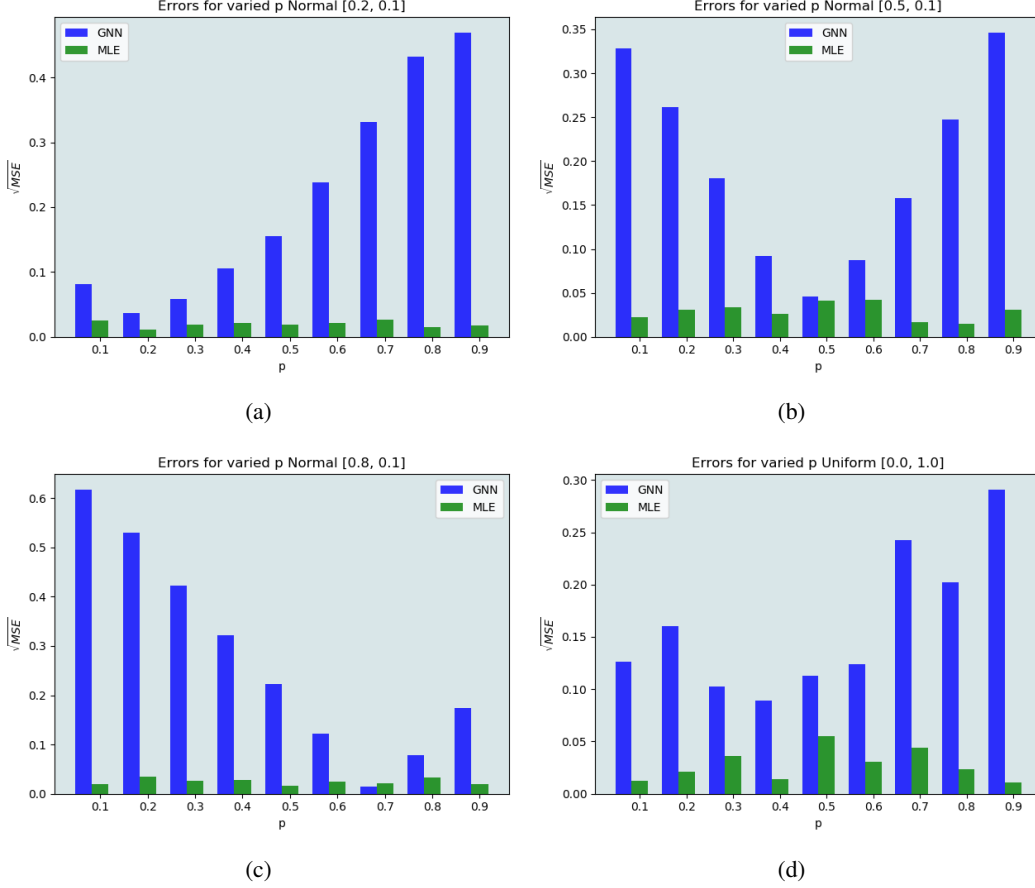 Errors for varied p Normal [0.2, 0.1]
GNN
MLE
√MSE
0.4
0.3
0.2
0.1
0.0
0.1 0.2 0.3 0.4 0.5 0.6 0.7 0.8 0.9
p
(a)
Errors for varied p Normal [0.5, 0.1]
GNN
MLE
√MSE
0.35
0.30
0.25
0.20
0.15
0.10
0.05
0.00
0.1 0.2 0.3 0.4 0.5 0.6 0.7 0.8 0.9
p
(b)
Errors for varied p Normal [0.8, 0.1]
GNN
MLE
√MSE
0.6
0.5
0.4
0.3
0.2
0.1
0.0
0.1 0.2 0.3 0.4 0.5 0.6 0.7 0.8 0.9
p
(c)
Errors for varied p Uniform [0.0, 1.0]
GNN
MLE
√MSE
0.30
0.25
0.20
0.15
0.10
0.05
0.00
0.1 0.2 0.3 0.4 0.5 0.6 0.7 0.8 0.9
p
(d)